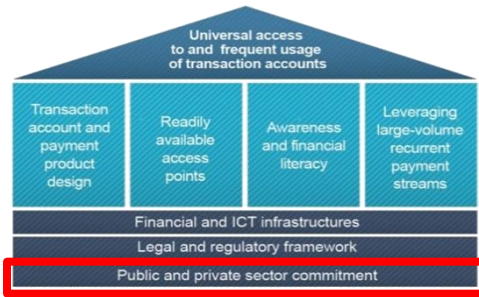 Universal access
to and frequent usage
of transaction accounts
Transaction
account and
payment
product
design
Readily
available
access
points
Awareness
and financial
literacy
Leveraging
large-volume
recurrent
payment
streams
Financial and ICT infrastructures
Legal and regulatory framework
Public and private sector commitment